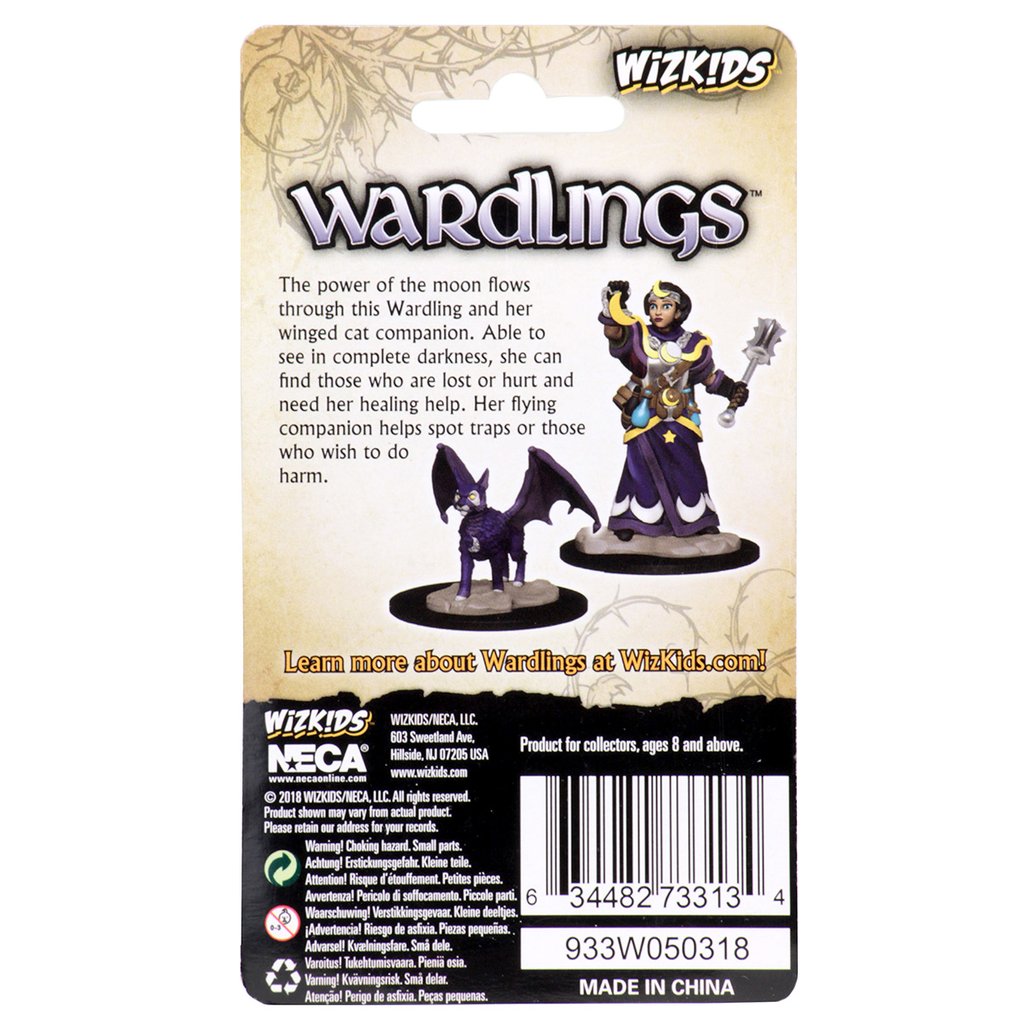 WIZK!DS™
WARDLINGS™
The power of the moon flows
through this Wardling and her
winged cat companion. Able to
see in complete darkness, she can
find those who are lost or hurt and
need her healing help. Her flying
companion helps spot traps or those
who wish to do
harm.
Learn more about Wardlings at WizKids.com!
WIZK!DS™
NECA®
www.necaonline.com
WIZKIDS/NECA, LLC.
603 Sweetland Ave,
Hillside, NJ 07205 USA
www.wizkids.com
© 2018 WIZKIDS/NECA, LLC. All rights reserved.
Product shown may vary from actual product.
Please retain our address for your records.
Warning! Choking hazard. Small parts.
Achtung! Erstickungsgefahr. Kleine teile.
Attention! Risque d'étouffement. Petites pièces.
Avvertenza! Pericolo di soffocamento. Piccole parti.
Waarschuwing! Verstikkingsgevaar. Kleine deeltjes.
¡Advertencia! Riesgo de asfixia. Piezas pequeñas.
Advarsel! Kvælningsfare. Små dele.
Varoitus! Tukehtumisvaara. Pieniä osia.
Varning! Kvävningsrisk. Små delar.
Atenção! Perigo de asfixia. Peças pequenas.
0-3
Product for collectors, ages 8 and above.
6 34482 73313 4
933W050318
MADE IN CHINA